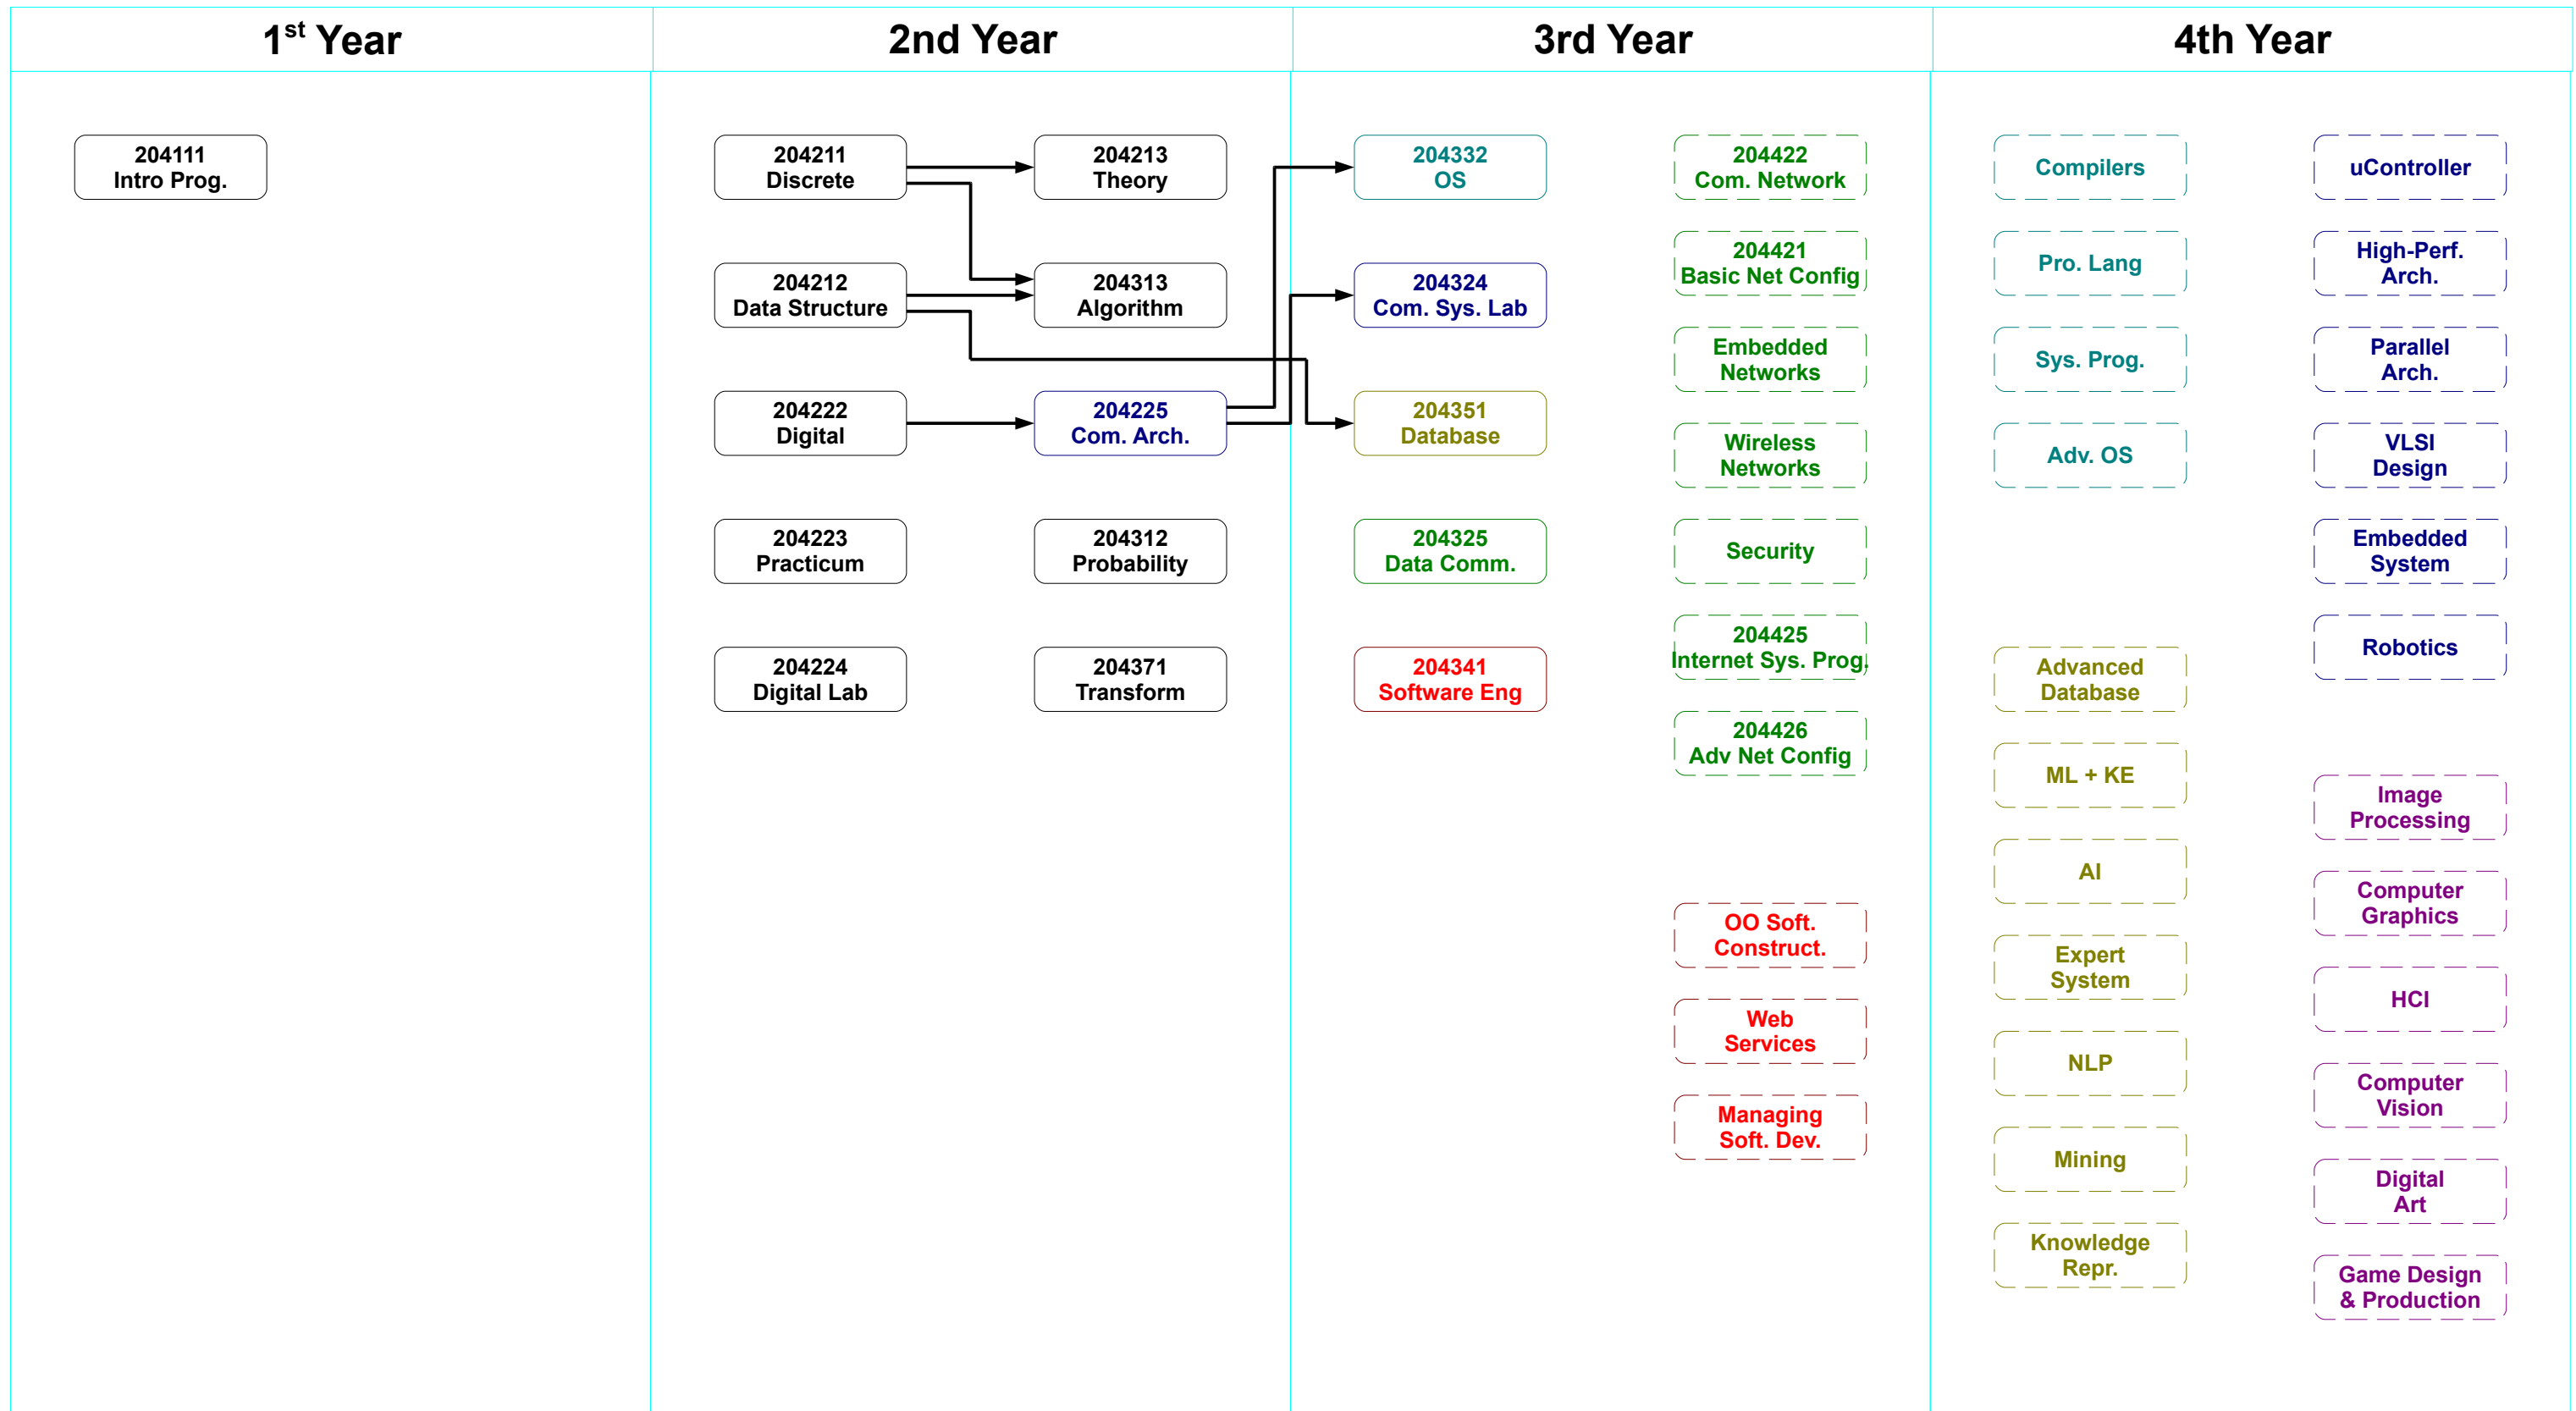 1st Year
2nd Year
3rd Year
4th Year
204111
Intro Prog.
204211
Discrete
204212
Data Structure
204222
Digital
204223
Practicum
204224
Digital Lab
204213
Theory
204313
Algorithm
204225
Com. Arch.
204312
Probability
204371
Transform
204332
OS
204324
Com. Sys. Lab
204351
Database
204325
Data Comm.
204341
Software Eng
204422
Com. Network
204421
Basic Net Config
Embedded
Networks
Wireless
Networks
Security
204425
Internet Sys. Prog.
204426
Adv Net Config
OO Soft.
Construct.
Web
Services
Managing
Soft. Dev.
Compilers
Pro. Lang
Sys. Prog.
Adv. OS
Advanced
Database
ML + KE
AI
Expert
System
NLP
Mining
Knowledge
Repr.
uController
High-Perf.
Arch.
Parallel
Arch.
VLSI
Design
Embedded
System
Robotics
Image
Processing
Computer
Graphics
HCI
Computer
Vision
Digital
Art
Game Design
& Production